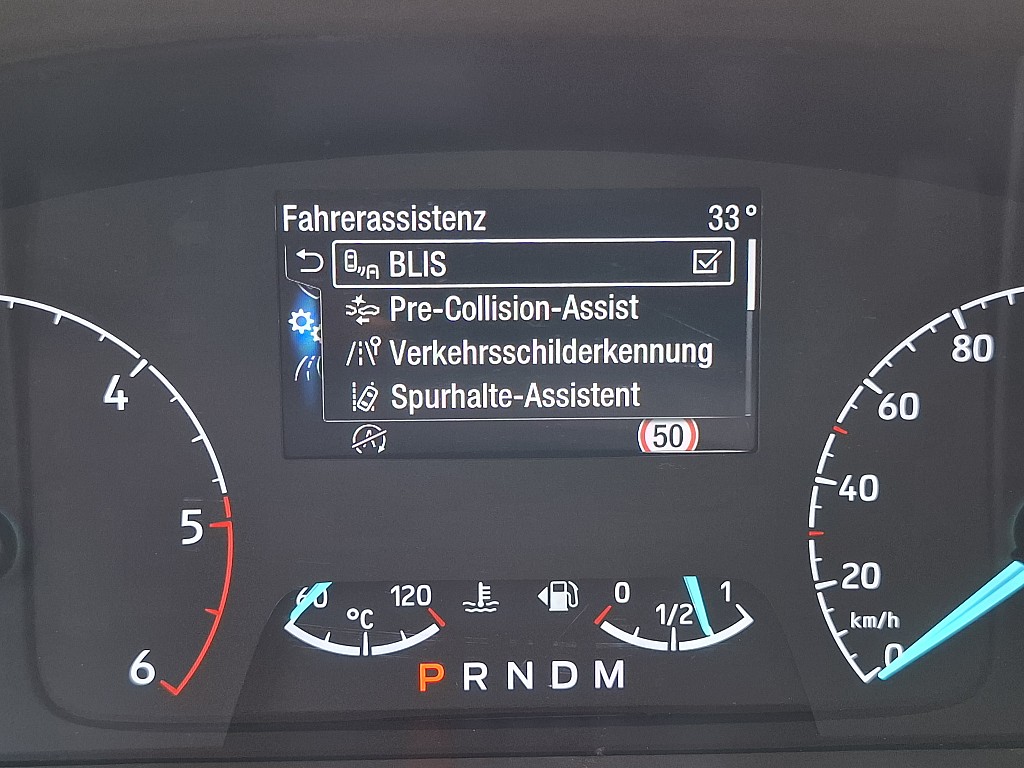 Fahrerassistenz 33°
BLIS
Pre-Collision-Assist
Verkehrsschilderkennung
Spurhalte-Assistent
A 50
4
5
6
80
60
40
20
km/h
0
60 120
°C
0 1/2 1
P R N D M